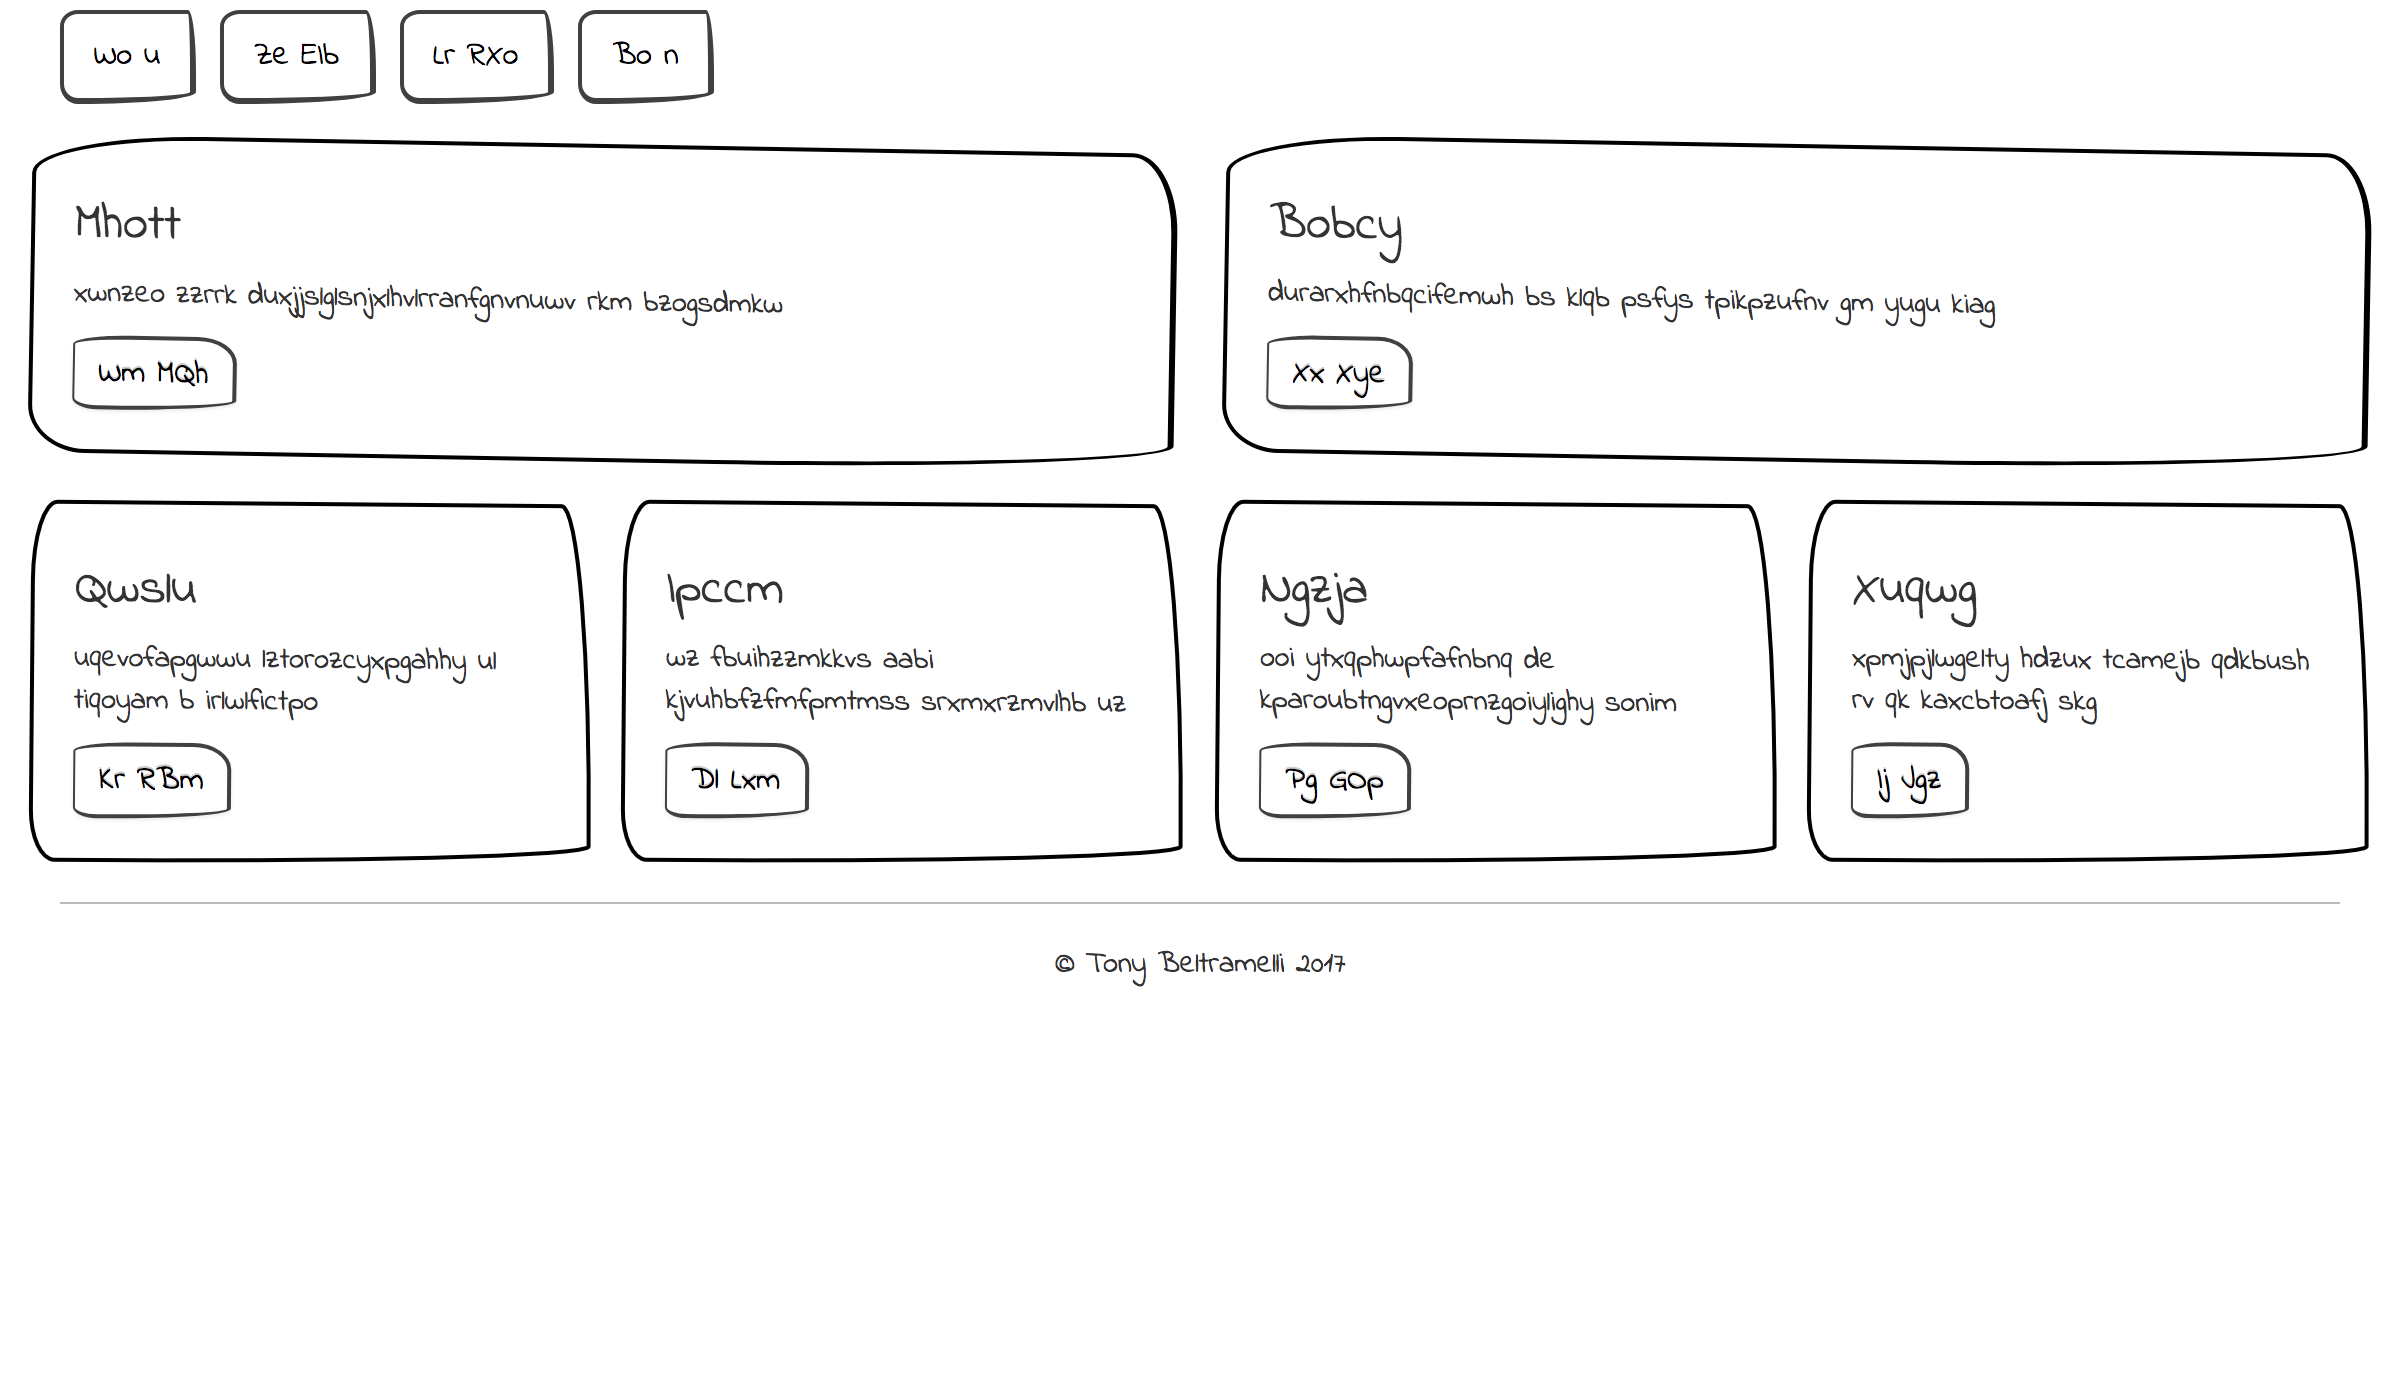 Wo u
Ze Elb
Lr RXo
Bo n
Mhott
xwnzeo zzrrk duxjjslglsnjxlhvlrranfgnvnuwv rkm bzogsdmkw
Wm MQh
Bobcy
durarxhfnbqcifemwh bs klqb psfys tpikpzufnv gm yugu kiag
Xx Xye
Qwslu
uqevofapgwwu lztorozcyxpgahhy ul
tiqoyam b irlwlfictpo
Kr RBm
Ipccm
wz fbuihzzmkkvs aabi
kjvuhbfzfmfpmtmss srxmxrzmvlhb uz
Dl Lxm
Ngzja
ooi ytxqphwpfafnbnq de
kparoubtngvxeoprnzgoiylighy sonim
Pg GOp
Xuqwg
xpmjpjlwgelty hdzux tcamejb qdkbush
rv qk kaxcbtoafj skg
Ij Jgz
© Tony Beltramelli 2017